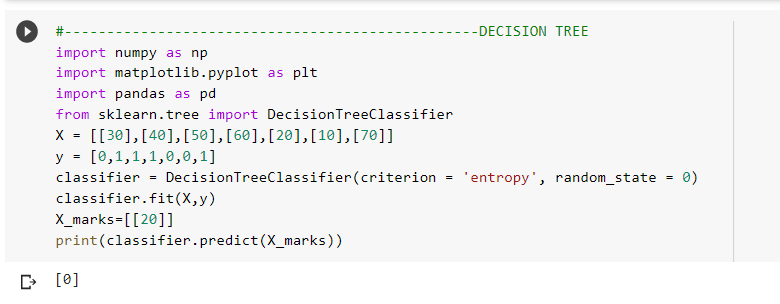 #-------------------------------------------------DECISION TREE
import numpy as np
import matplotlib.pyplot as plt
import pandas as pd
from sklearn.tree import DecisionTreeClassifier
X = [[30],[40],[50],[60],[20],[10],[70]]
y = [0,1,1,1,0,0,1]
classifier = DecisionTreeClassifier(criterion = 'entropy', random_state = 0)
classifier.fit(X,y)
X_marks=[[20]]
print(classifier.predict(X_marks))
[0]